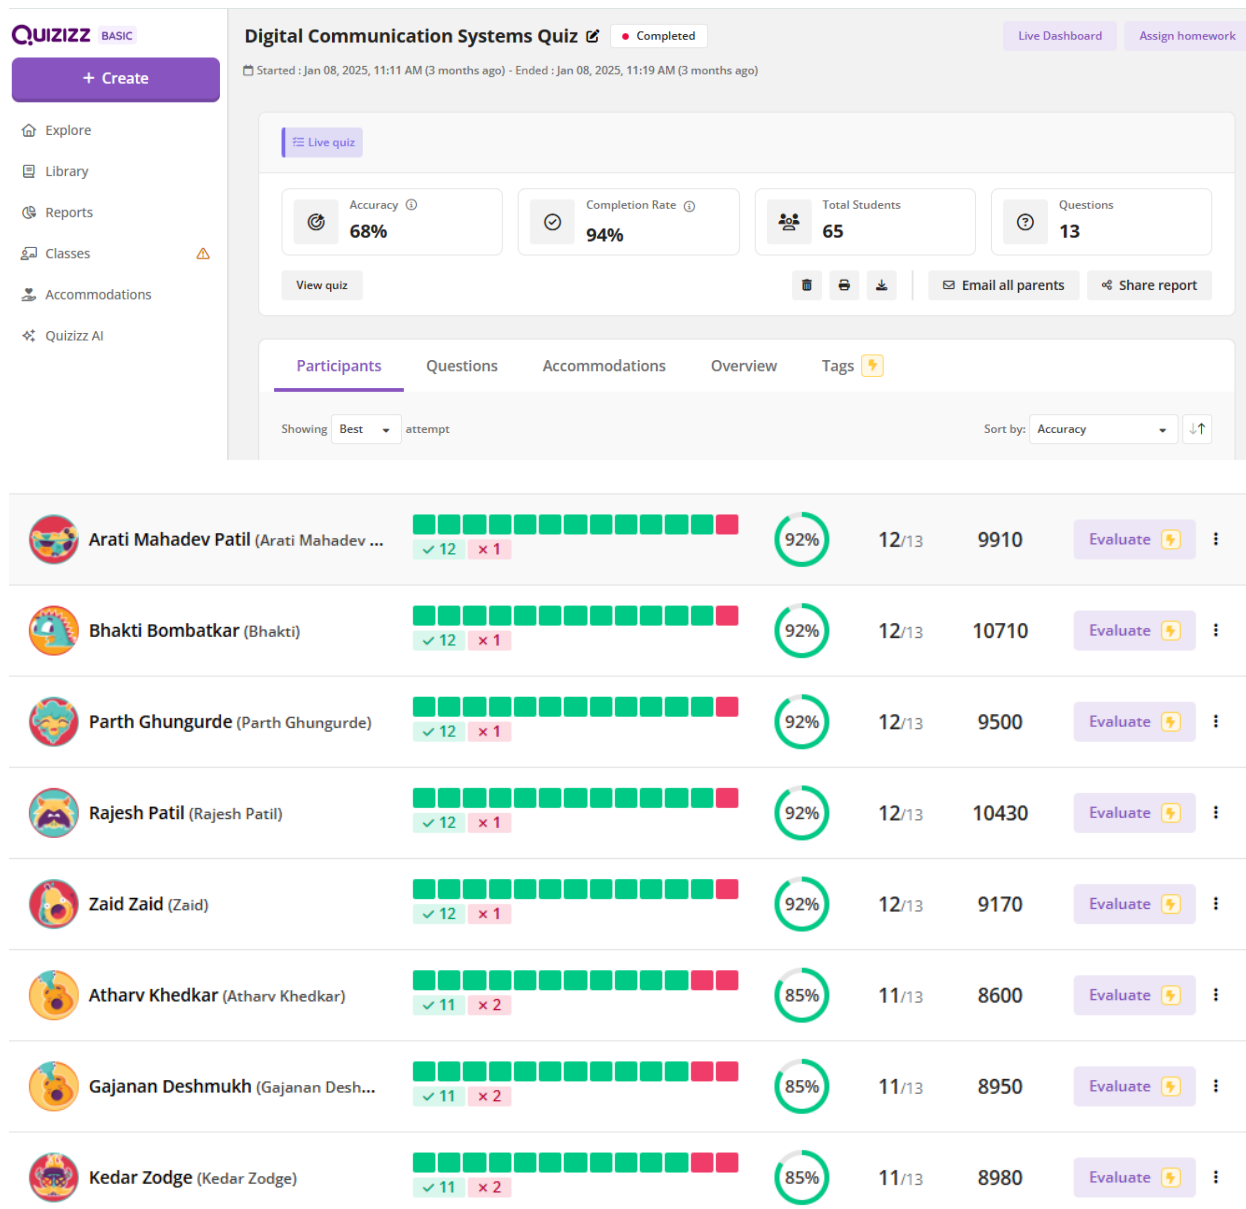 QUIZIZZ BASIC
+ Create
Explore
Library
Reports
Classes
Accommodations
Quizizz AI
Digital Communication Systems Quiz Completed
Live Dashboard Assign homework
Started : Jan 08, 2025, 11:11 AM (3 months ago) - Ended : Jan 08, 2025, 11:19 AM (3 months ago)
Live quiz
Accuracy
68%
Completion Rate
94%
Total Students
65
Questions
13
View quiz Email all parents Share report
Participants Questions Accommodations Overview Tags
Showing Best attempt Sort by: Accuracy
Arati Mahadev Patil (Arati Mahadev ... 92% 12/13 9910 Evaluate
✓ 12 × 1
Bhakti Bombatkar (Bhakti) 92% 12/13 10710 Evaluate
✓ 12 × 1
Parth Ghungurde (Parth Ghungurde) 92% 12/13 9500 Evaluate
✓ 12 × 1
Rajesh Patil (Rajesh Patil) 92% 12/13 10430 Evaluate
✓ 12 × 1
Zaid Zaid (Zaid) 92% 12/13 9170 Evaluate
✓ 12 × 1
Atharv Khedkar (Atharv Khedkar) 85% 11/13 8600 Evaluate
✓ 11 × 2
Gajanan Deshmukh (Gajanan Desh... 85% 11/13 8950 Evaluate
✓ 11 × 2
Kedar Zodge (Kedar Zodge) 85% 11/13 8980 Evaluate
✓ 11 × 2